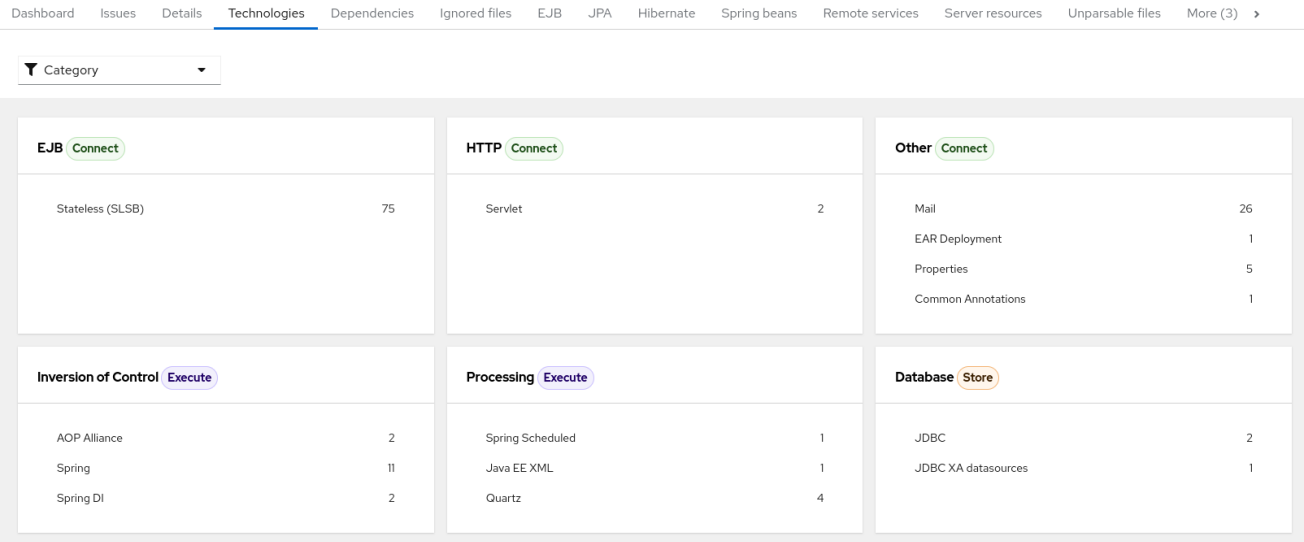 Dashboard Issues Details Technologies Dependencies Ignored files EJB JPA Hibernate Spring beans Remote services Server resources Unparsable files More (3)
Category
EJB Connect
Stateless (SLSB) 75
HTTP Connect
Servlet 2
Other Connect
Mail 26
EAR Deployment 1
Properties 5
Common Annotations 1
Inversion of Control Execute
AOP Alliance 2
Spring 11
Spring DI 2
Processing Execute
Spring Scheduled 1
Java EE XML 1
Quartz 4
Database Store
JDBC 2
JDBC XA datasources 1